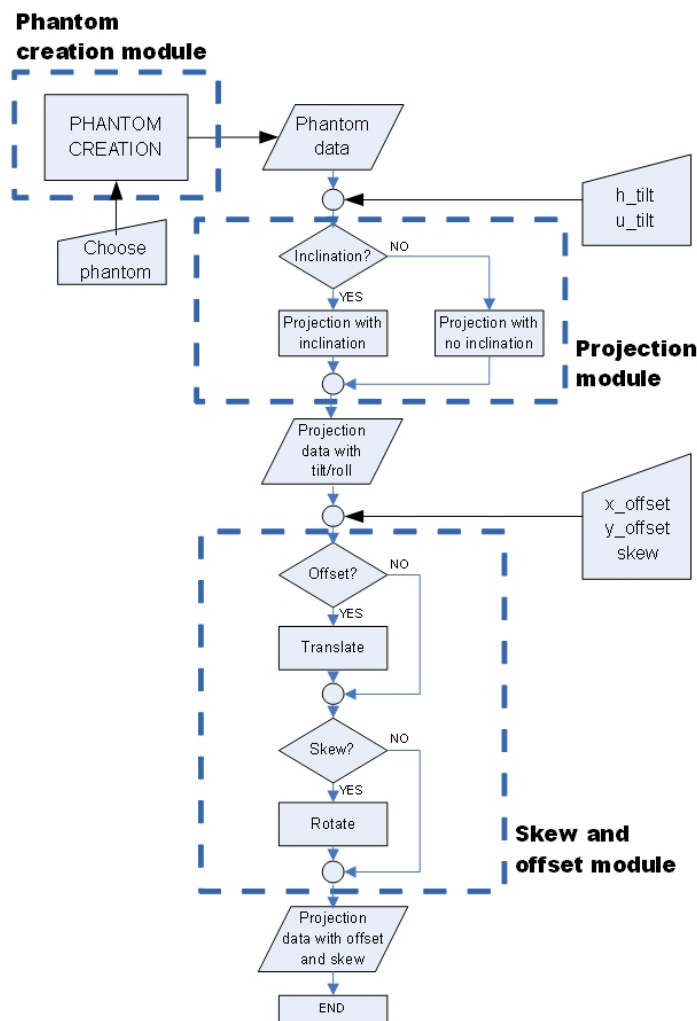 Phantom
creation module
PHANTOM
CREATION
Phantom
data
Choose
phantom
h_tilt
u_tilt
Inclination?
NO
YES
Projection with
inclination
Projection with
no inclination
Projection
module
Projection
data with
tilt/roll
x_offset
y_offset
skew
Offset?
NO
YES
Translate
Skew?
NO
YES
Rotate
Skew and
offset module
Projection
data with offset
and skew
END